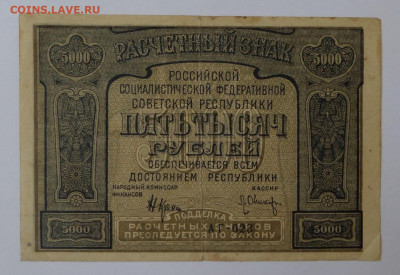 COINS.LAVE.RU
РАСЧЕТНЫЙ ЗНАК
5000 5000
РОССИЙСКОЙ
СОЦИАЛИСТИЧЕСКОЙ ФЕДЕРАТИВНОЙ
СОВЕТСКОЙ РЕСПУБЛИКИ
ПЯТЬ ТЫСЯЧ
РУБЛЕЙ
ОБЕСПЕЧИВАЕТСЯ ВСЕМ
ДОСТОЯНИЕМ РЕСПУБЛИКИ
НАРОДНЫЙ КОМИССАР КАССИР
ФИНАНСОВ
ПОДДЕЛКА
РАСЧЕТНЫХ ЗНАКОВ
5000 5000
ПРЕСЛЕДУЕТСЯ ПО ЗАКОНУ